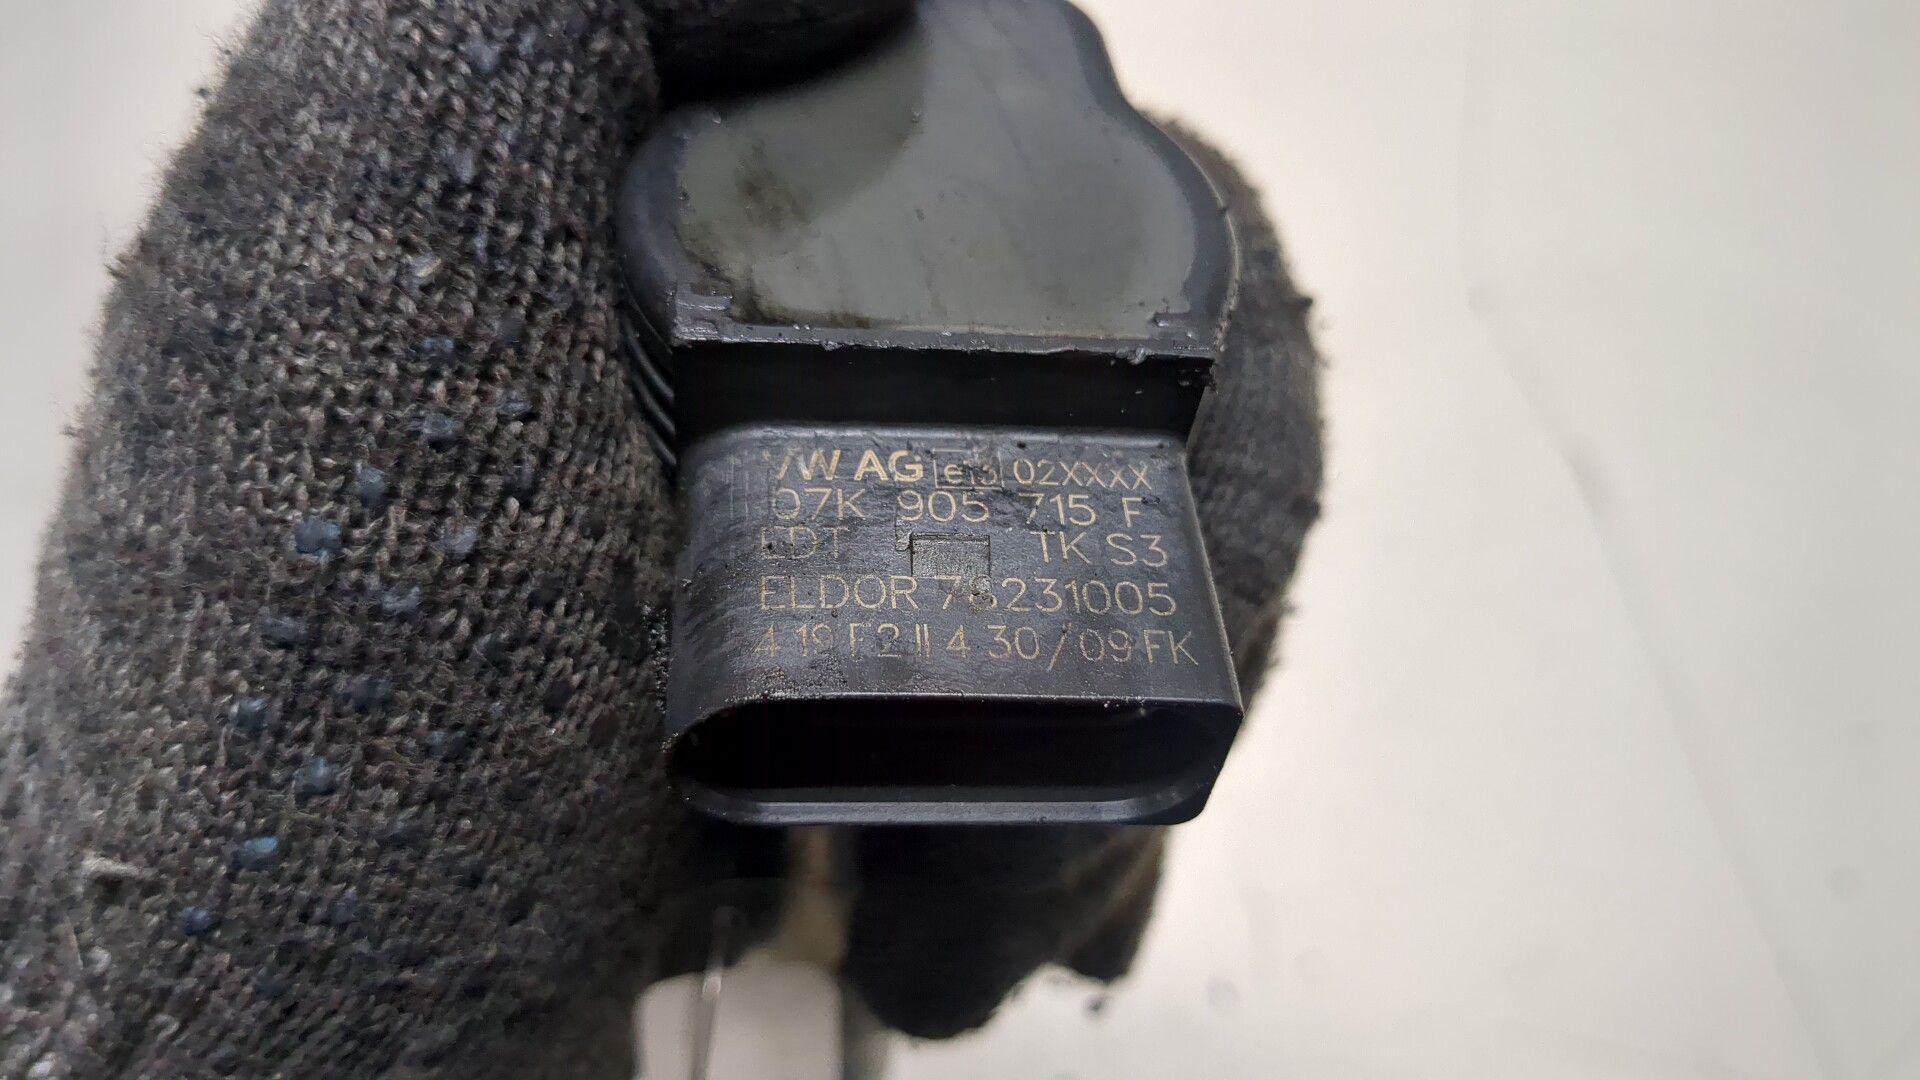 VW AG e13 02XXXX
07K 905 715 F
EDT TK S3
ELDOR 78231005
4 19 F2 II 4 30/09 FK